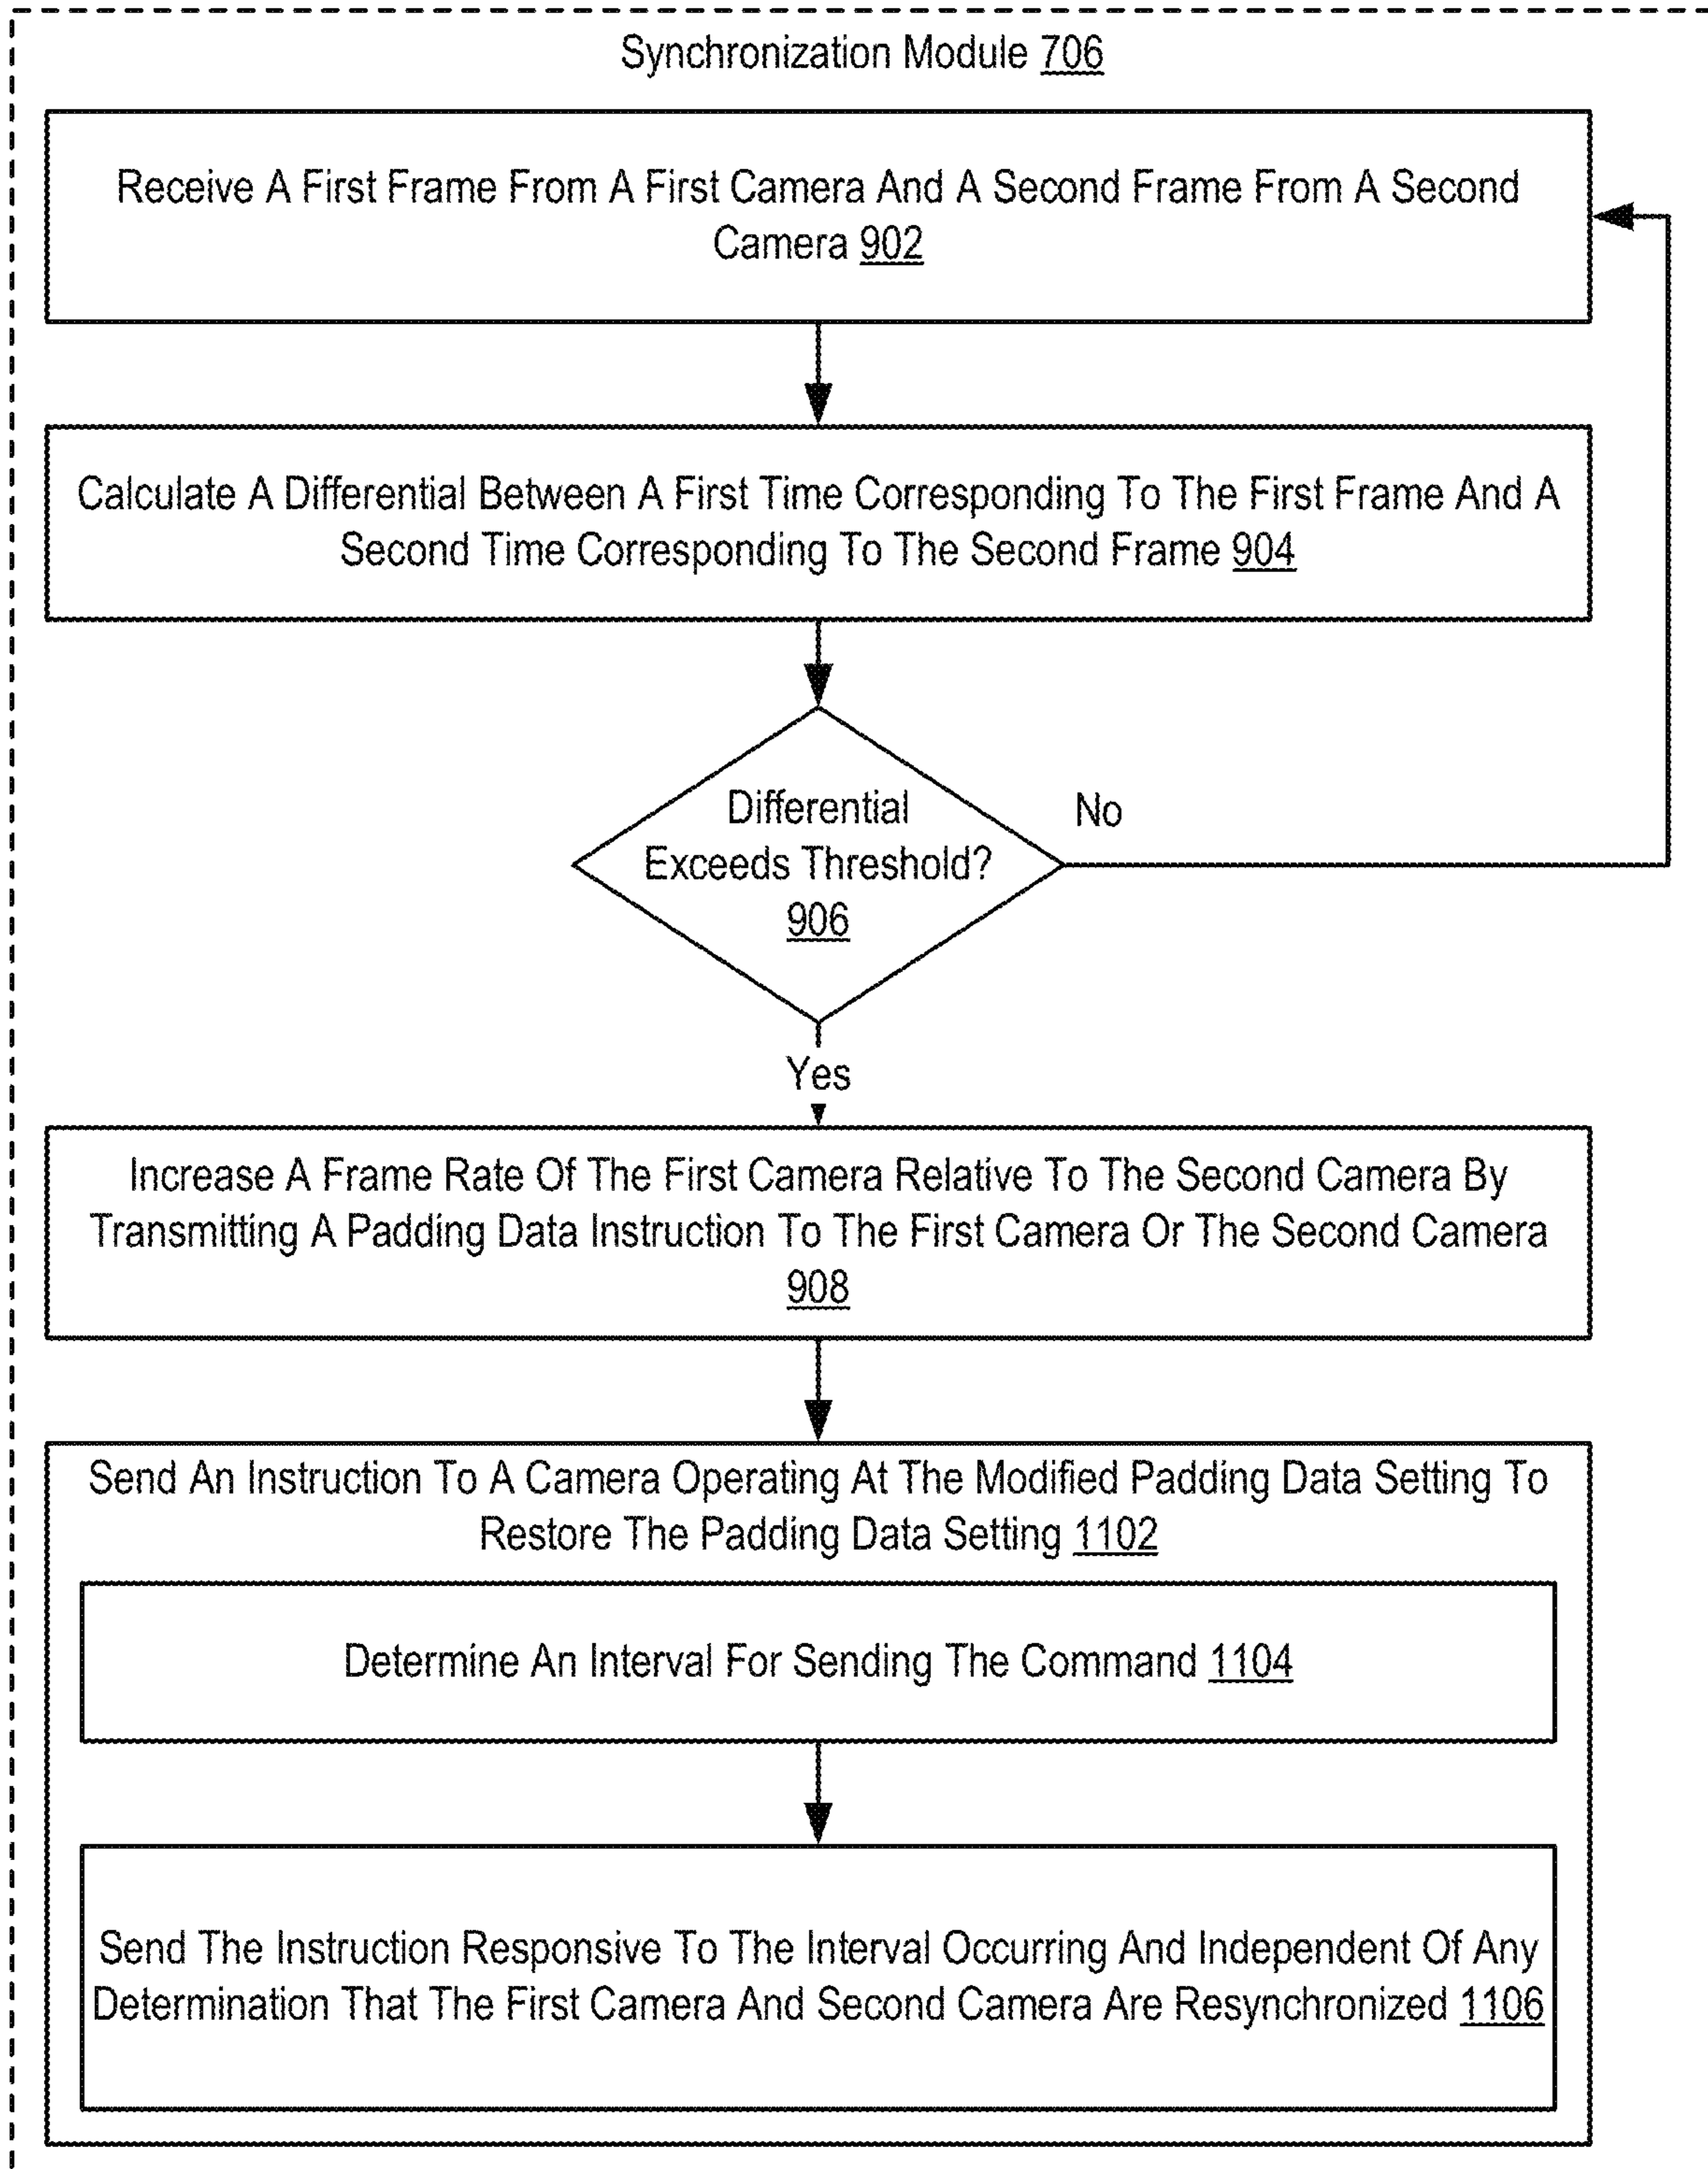 Synchronization Module 706
Receive A First Frame From A First Camera And A Second Frame From A Second
Camera 902
Calculate A Differential Between A First Time Corresponding To The First Frame And A
Second Time Corresponding To The Second Frame 904
Differential
Exceeds Threshold?
906
No
Yes
Increase A Frame Rate Of The First Camera Relative To The Second Camera By
Transmitting A Padding Data Instruction To The First Camera Or The Second Camera
908
Send An Instruction To A Camera Operating At The Modified Padding Data Setting To
Restore The Padding Data Setting 1102
Determine An Interval For Sending The Command 1104
Send The Instruction Responsive To The Interval Occurring And Independent Of Any
Determination That The First Camera And Second Camera Are Resynchronized 1106